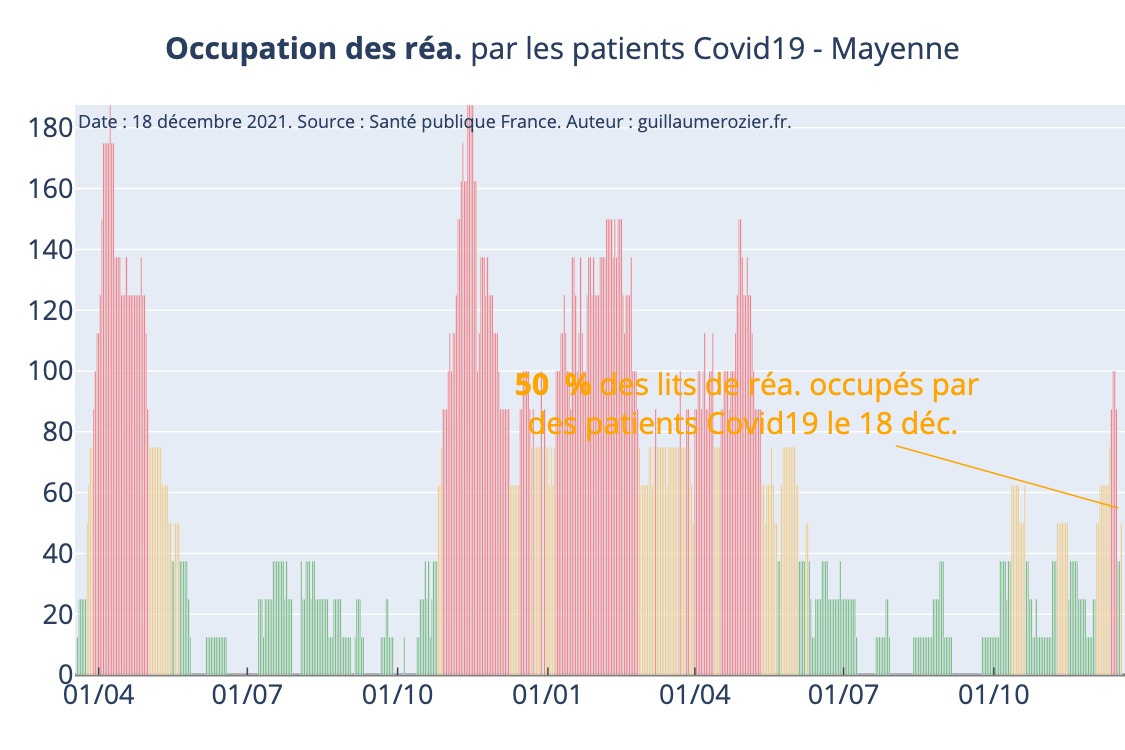 Occupation des réa. par les patients Covid19 - Mayenne
Date : 18 décembre 2021. Source : Santé publique France. Auteur : guillaumerozier.fr.
180
160
140
120
100
80
60
40
20
0
50 % des lits de réa. occupés par
des patients Covid19 le 18 déc.
01/04 01/07 01/10 01/01 01/04 01/07 01/10